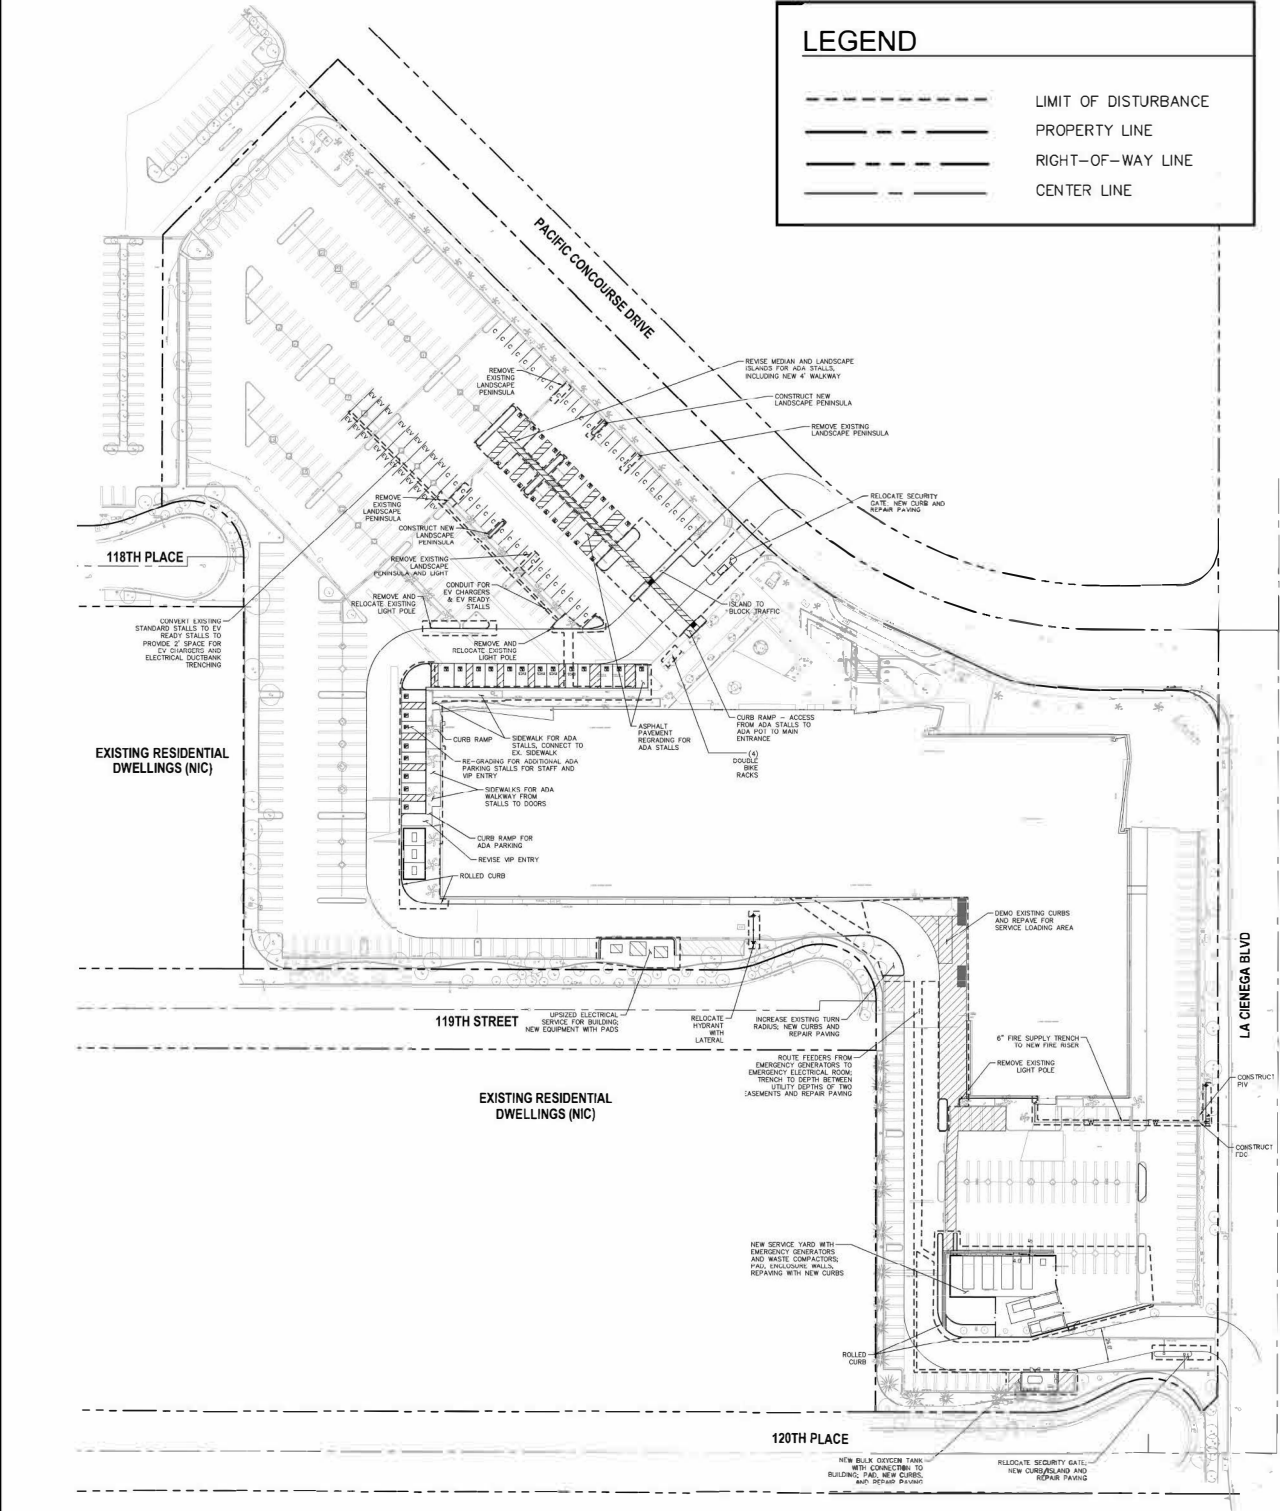 LEGEND
LIMIT OF DISTURBANCE
PROPERTY LINE
RIGHT-OF-WAY LINE
CENTER LINE
PACIFIC CONCOURSE DRIVE
REVISE MEDIAN AND LANDSCAPE
ISLANDS FOR ADA STALLS,
INCLUDING NEW 4' WALKWAY
REMOVE
EXISTING
LANDSCAPE
PENINSULA
CONSTRUCT NEW
LANDSCAPE PENINSULA
REMOVE EXISTING
LANDSCAPE PENINSULA
RELOCATE SECURITY
GATE, NEW CURB AND
REPAIR PAVING
REMOVE
EXISTING
LANDSCAPE
PENINSULA
CONSTRUCT NEW
LANDSCAPE
PENINSULA
REMOVE EXISTING
LANDSCAPE
PENINSULA AND LIGHT
CONDUIT FOR
EV CHARGERS
& EV READY
STALLS
REMOVE AND
RELOCATE EXISTING
LIGHT POLE
118TH PLACE
CONVERT EXISTING
STANDARD STALLS TO EV
READY STALLS TO
PROVIDE 2' SPACE FOR
EV CHARGERS AND
ELECTRICAL DUCTBANK
TRENCHING
ISLAND TO
BLOCK TRAFFIC
REMOVE AND
RELOCATE EXISTING
LIGHT POLE
CURB RAMP – ACCESS
FROM ADA STALLS TO
ADA POT TO MAIN
ENTRANCE
ASPHALT
PAVEMENT
REGRADING FOR
ADA STALLS
(4)
DOUBLE
BIKE
RACKS
CURB RAMP
SIDEWALK FOR ADA
STALLS, CONNECT TO
EX. SIDEWALK
RE-GRADING FOR ADDITIONAL ADA
PARKING STALLS FOR STAFF AND
VIP ENTRY
SIDEWALKS FOR ADA
WALKWAY FROM
STALLS TO DOORS
CURB RAMP FOR
ADA PARKING
REVISE VIP ENTRY
ROLLED CURB
EXISTING RESIDENTIAL
DWELLINGS (NIC)
DEMO EXISTING CURBS
AND REPAVE FOR
SERVICE LOADING AREA
LA CIENEGA BLVD
119TH STREET
UPSIZED ELECTRICAL
SERVICE FOR BUILDING;
NEW EQUIPMENT WITH PADS
RELOCATE
HYDRANT
WITH
LATERAL
INCREASE EXISTING TURN
RADIUS; NEW CURBS AND
REPAIR PAVING
ROUTE FEEDERS FROM
EMERGENCY GENERATORS TO
EMERGENCY ELECTRICAL ROOM;
TRENCH TO DEPTH BETWEEN
UTILITY DEPTHS OF TWO
EASEMENTS AND REPAIR PAVING
6" FIRE SUPPLY TRENCH
TO NEW FIRE RISER
REMOVE EXISTING
LIGHT POLE
CONSTRUCT
PIV
CONSTRUCT
FDC
EXISTING RESIDENTIAL
DWELLINGS (NIC)
NEW SERVICE YARD WITH
EMERGENCY GENERATORS
AND WASTE COMPACTORS;
PAD, ENCLOSURE WALLS,
REPAVING WITH NEW CURBS
ROLLED
CURB
120TH PLACE
NEW BULK OXYGEN TANK
WITH CONNECTION TO
BUILDING; PAD, NEW CURBS,
AND REPAIR PAVING
RELOCATE SECURITY GATE,
NEW CURB/ISLAND AND
REPAIR PAVING